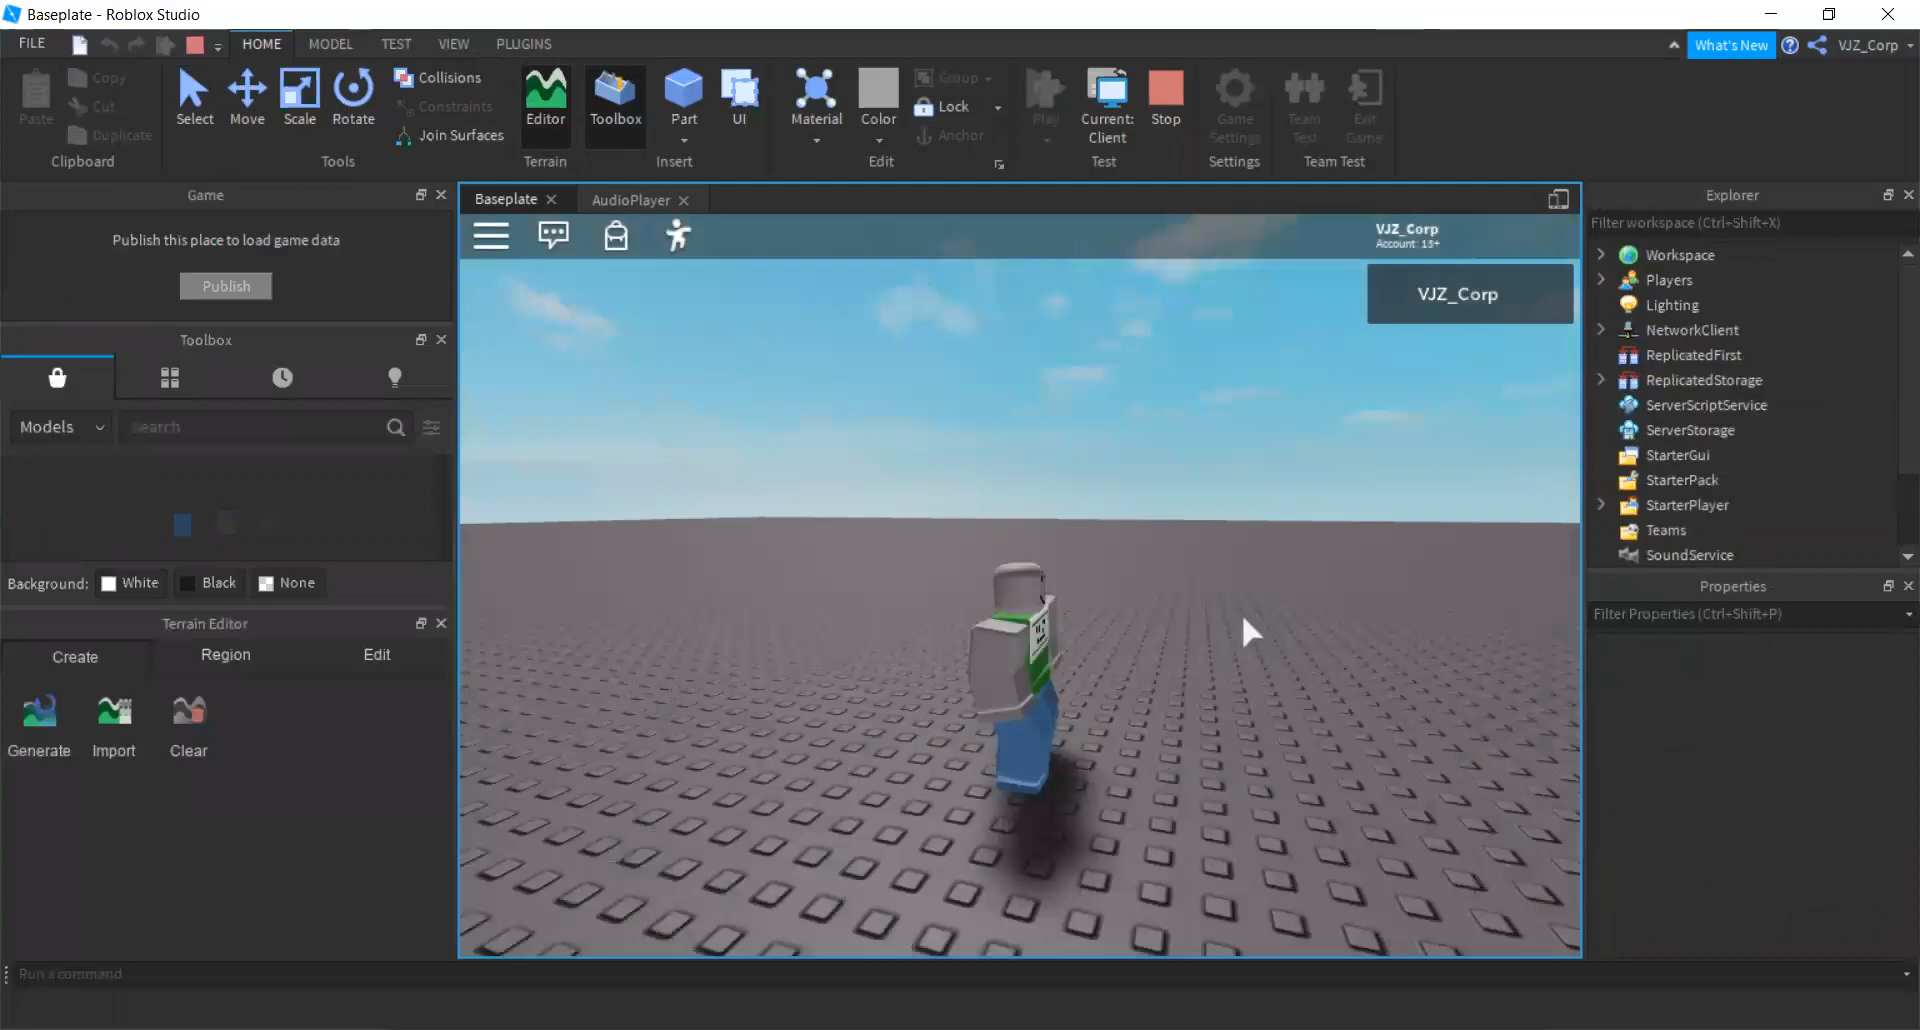 Baseplate - Roblox Studio
FILE
HOME
MODEL
TEST
VIEW
PLUGINS
What's New
VJZ_Corp
Paste
Copy
Cut
Duplicate
Clipboard
Select
Move
Scale
Rotate
Collisions
Constraints
Join Surfaces
Tools
Editor
Terrain
Toolbox
Part
UI
Insert
Material
Color
Group
Lock
Anchor
Edit
Play
Current:
Client
Stop
Test
Game
Settings
Settings
Team
Test
Exit
Game
Team Test
Game
Publish this place to load game data
Publish
Toolbox
Models
Search
Background:
White
Black
None
Terrain Editor
Create
Region
Edit
Generate
Import
Clear
Baseplate
AudioPlayer
VJZ_Corp
Account: 13+
VJZ_Corp
Explorer
Filter workspace (Ctrl+Shift+X)
Workspace
Players
Lighting
NetworkClient
ReplicatedFirst
ReplicatedStorage
ServerScriptService
ServerStorage
StarterGui
StarterPack
StarterPlayer
Teams
SoundService
Properties
Filter Properties (Ctrl+Shift+P)
Run a command